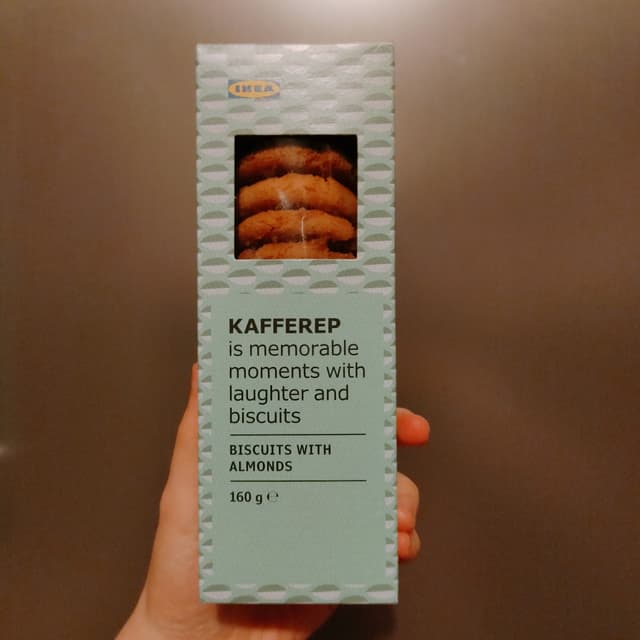 IKEA
KAFFEREP
is memorable
moments with
laughter and
biscuits
BISCUITS WITH
ALMONDS
160 g ℮